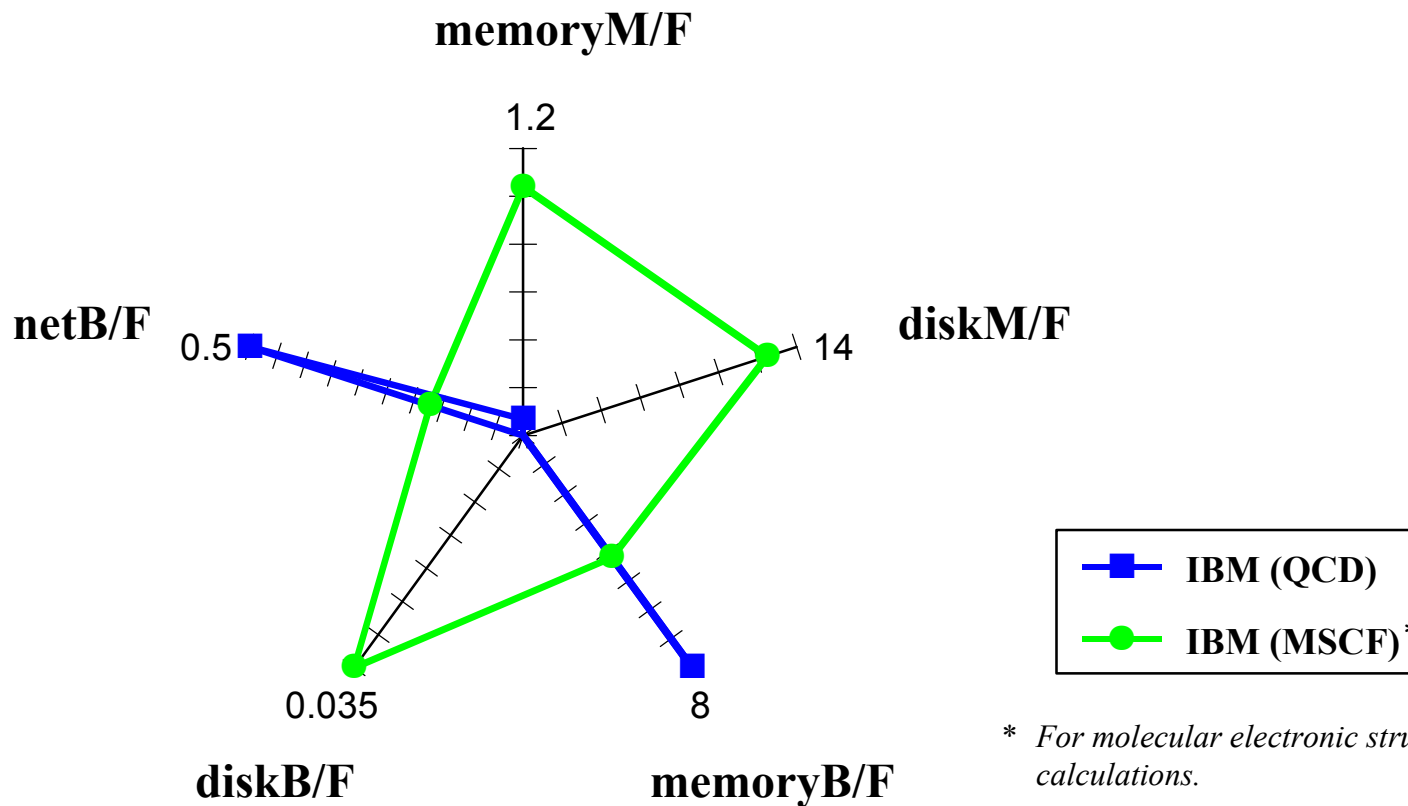 memoryM/F
1.2
netB/F
0.5
diskM/F
14
0.035
8
diskB/F
memoryB/F
IBM (QCD)
IBM (MSCF)*
* For molecular electronic
calculations.